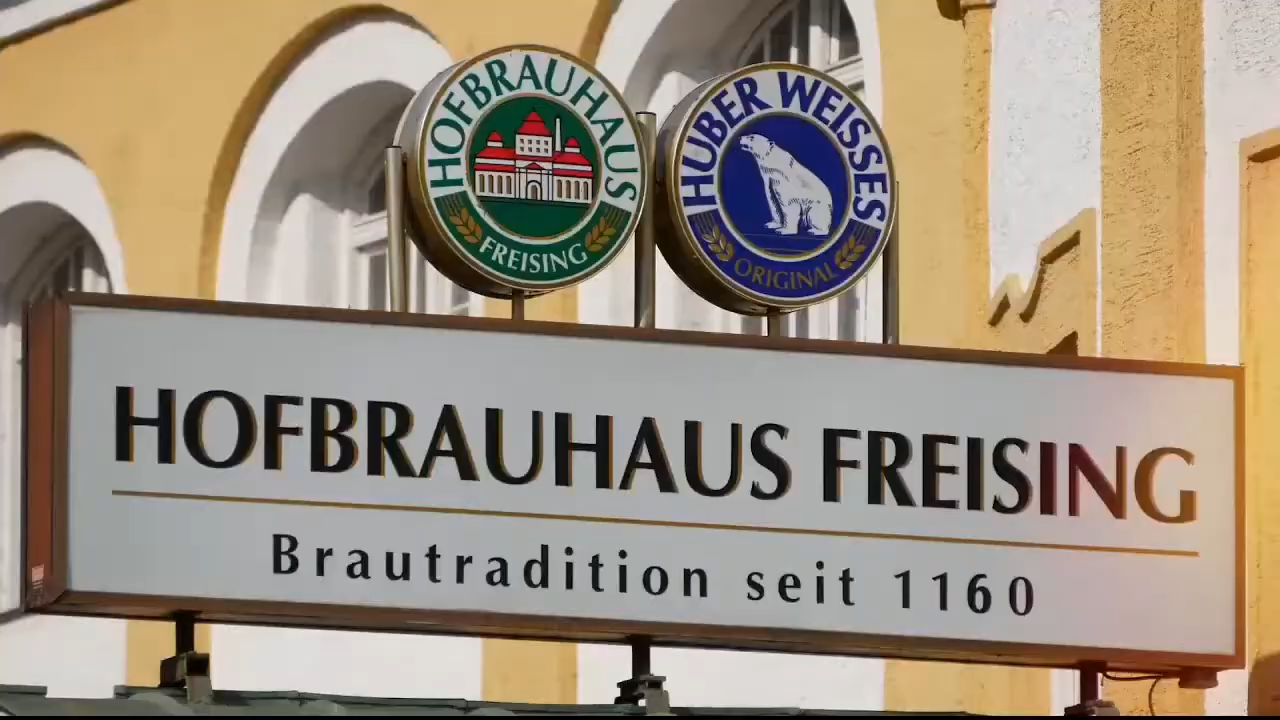 HOFBRAUHAUS
FREISING
HUBER WEISSES
ORIGINAL
HOFBRAUHAUS FREISING
Brautradition seit 1160